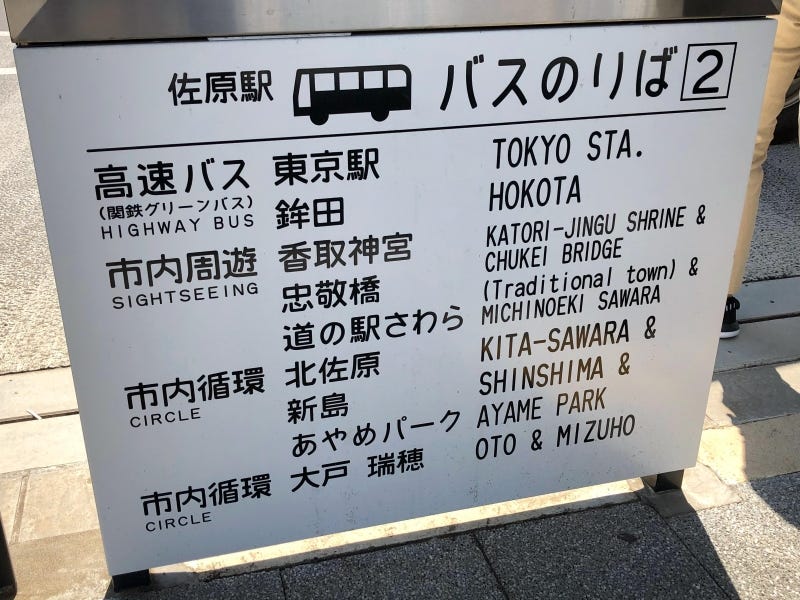 佐原駅 バスのりば 2
高速バス 東京駅 TOKYO STA.
(関鉄グリーンバス) 鉾田 HOKOTA
HIGHWAY BUS
市内周遊 香取神宮 KATORI-JINGU SHRINE &
SIGHTSEEING 忠敬橋 CHUKEI BRIDGE
(Traditional town) &
道の駅さわら MICHINOEKI SAWARA
市内循環 北佐原 KITA-SAWARA &
CIRCLE 新島 SHINSHIMA &
あやめパーク AYAME PARK
市内循環 大戸 瑞穂 OTO & MIZUHO
CIRCLE